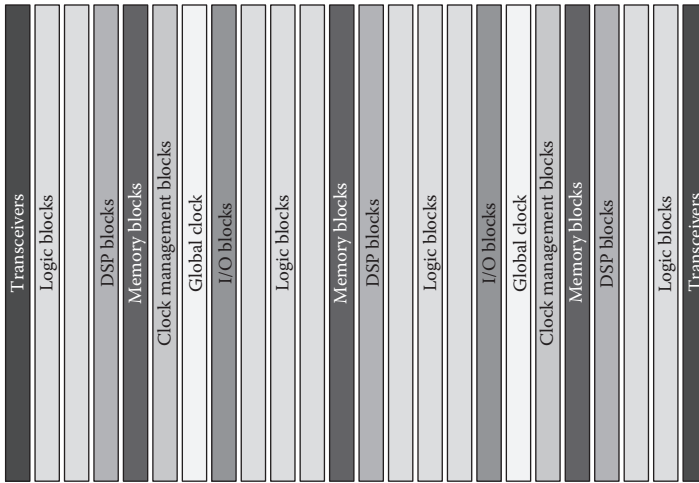 Transceivers
Logic blocks
DSP blocks
Memory blocks
Clock management blocks
Global clock
I/O blocks
Logic blocks
Memory blocks
DSP blocks
Logic blocks
I/O blocks
Global clock
Clock management blocks
Memory blocks
DSP blocks
Logic blocks
Transceivers